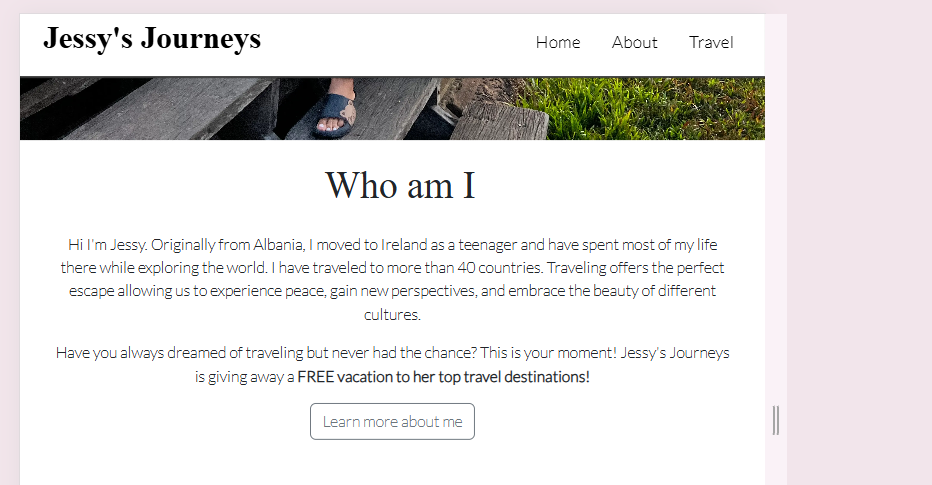 Jessy's Journeys
Home About Travel
Who am I
Hi I'm Jessy. Originally from Albania, I moved to Ireland as a teenager and have spent most of my life
there while exploring the world. I have traveled to more than 40 countries. Traveling offers the perfect
escape allowing us to experience peace, gain new perspectives, and embrace the beauty of different
cultures.
Have you always dreamed of traveling but never had the chance? This is your moment! Jessy's Journeys
is giving away a FREE vacation to her top travel destinations!
Learn more about me